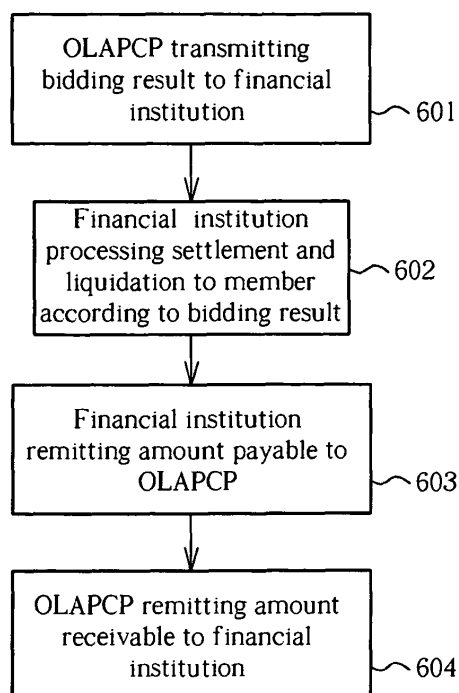 OLAPCP transmitting
bidding result to financial
institution
601
Financial institution
processing settlement and
liquidation to member
according to bidding result
602
Financial institution
remitting amount payable to
OLAPCP
603
OLAPCP remitting amount
receivable to financial
institution
604